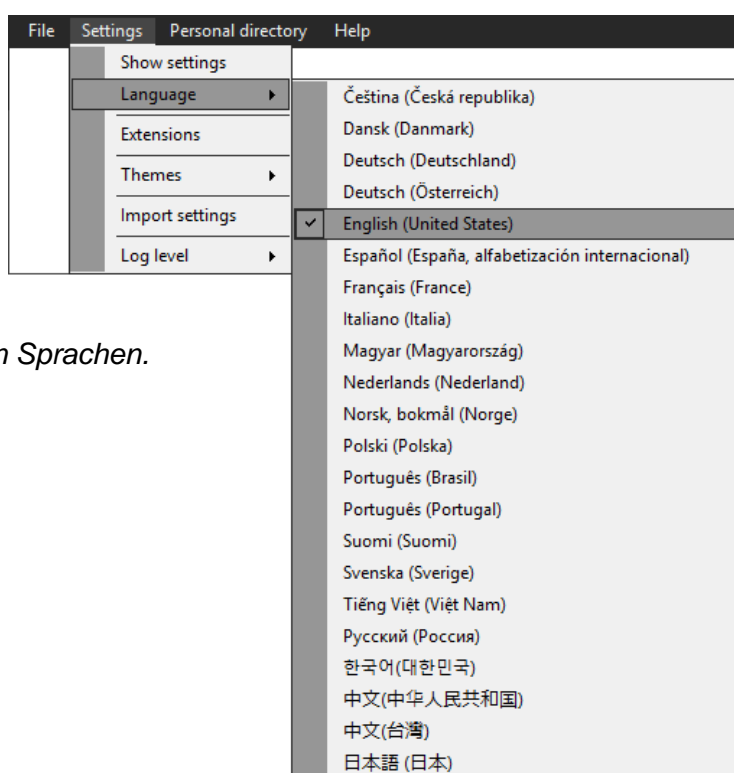 File Settings Personal directory Help
Show settings
Language
Extensions
Themes
Import settings
Log level
Čeština (Česká republika)
Dansk (Danmark)
Deutsch (Deutschland)
Deutsch (Österreich)
English (United States)
Español (España, alfabetización internacional)
Français (France)
Italiano (Italia)
Magyar (Magyarország)
Nederlands (Nederland)
Norsk, bokmål (Norge)
Polski (Polska)
Português (Brasil)
Português (Portugal)
Suomi (Suomi)
Svenska (Sverige)
Tiếng Việt (Việt Nam)
Русский (Россия)
한국어(대한민국)
中文(中华人民共和国)
中文(台灣)
日本語 (日本)
n Sprachen.